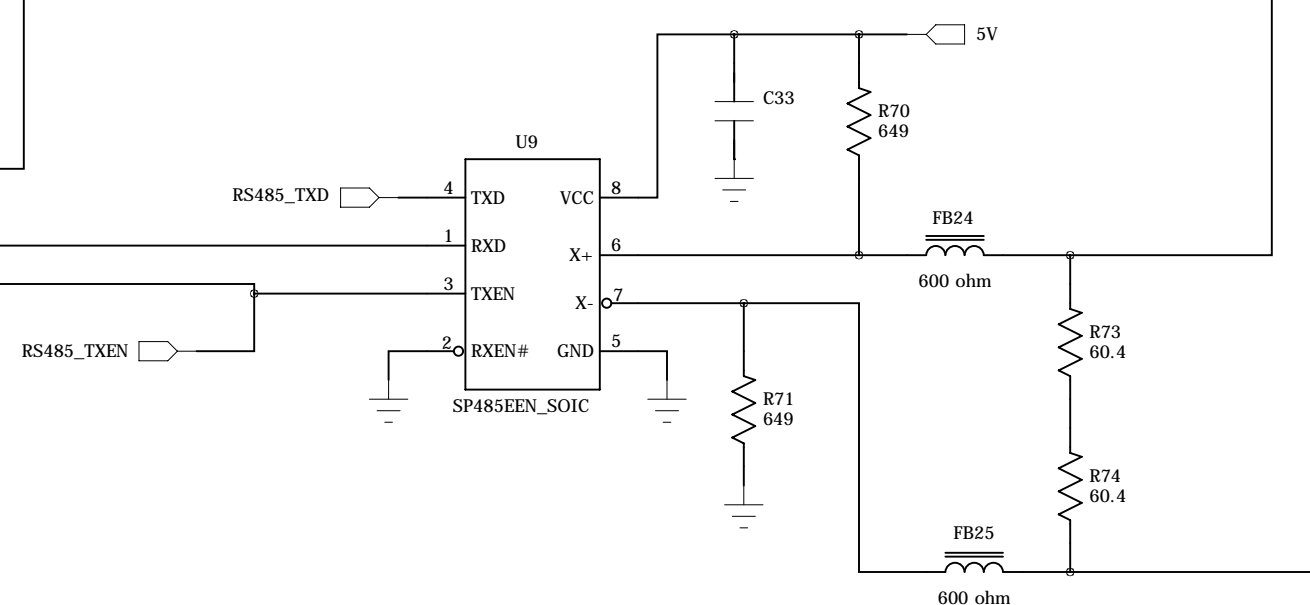 5V
C33
R70
649
U9
RS485_TXD
4
TXD
VCC
8
1
RXD
X+
6
FB24
600 ohm
3
TXEN
X-
7
RS485_TXEN
2
RXEN#
GND
5
SP485EEN_SOIC
R73
60.4
R71
649
R74
60.4
FB25
600 ohm